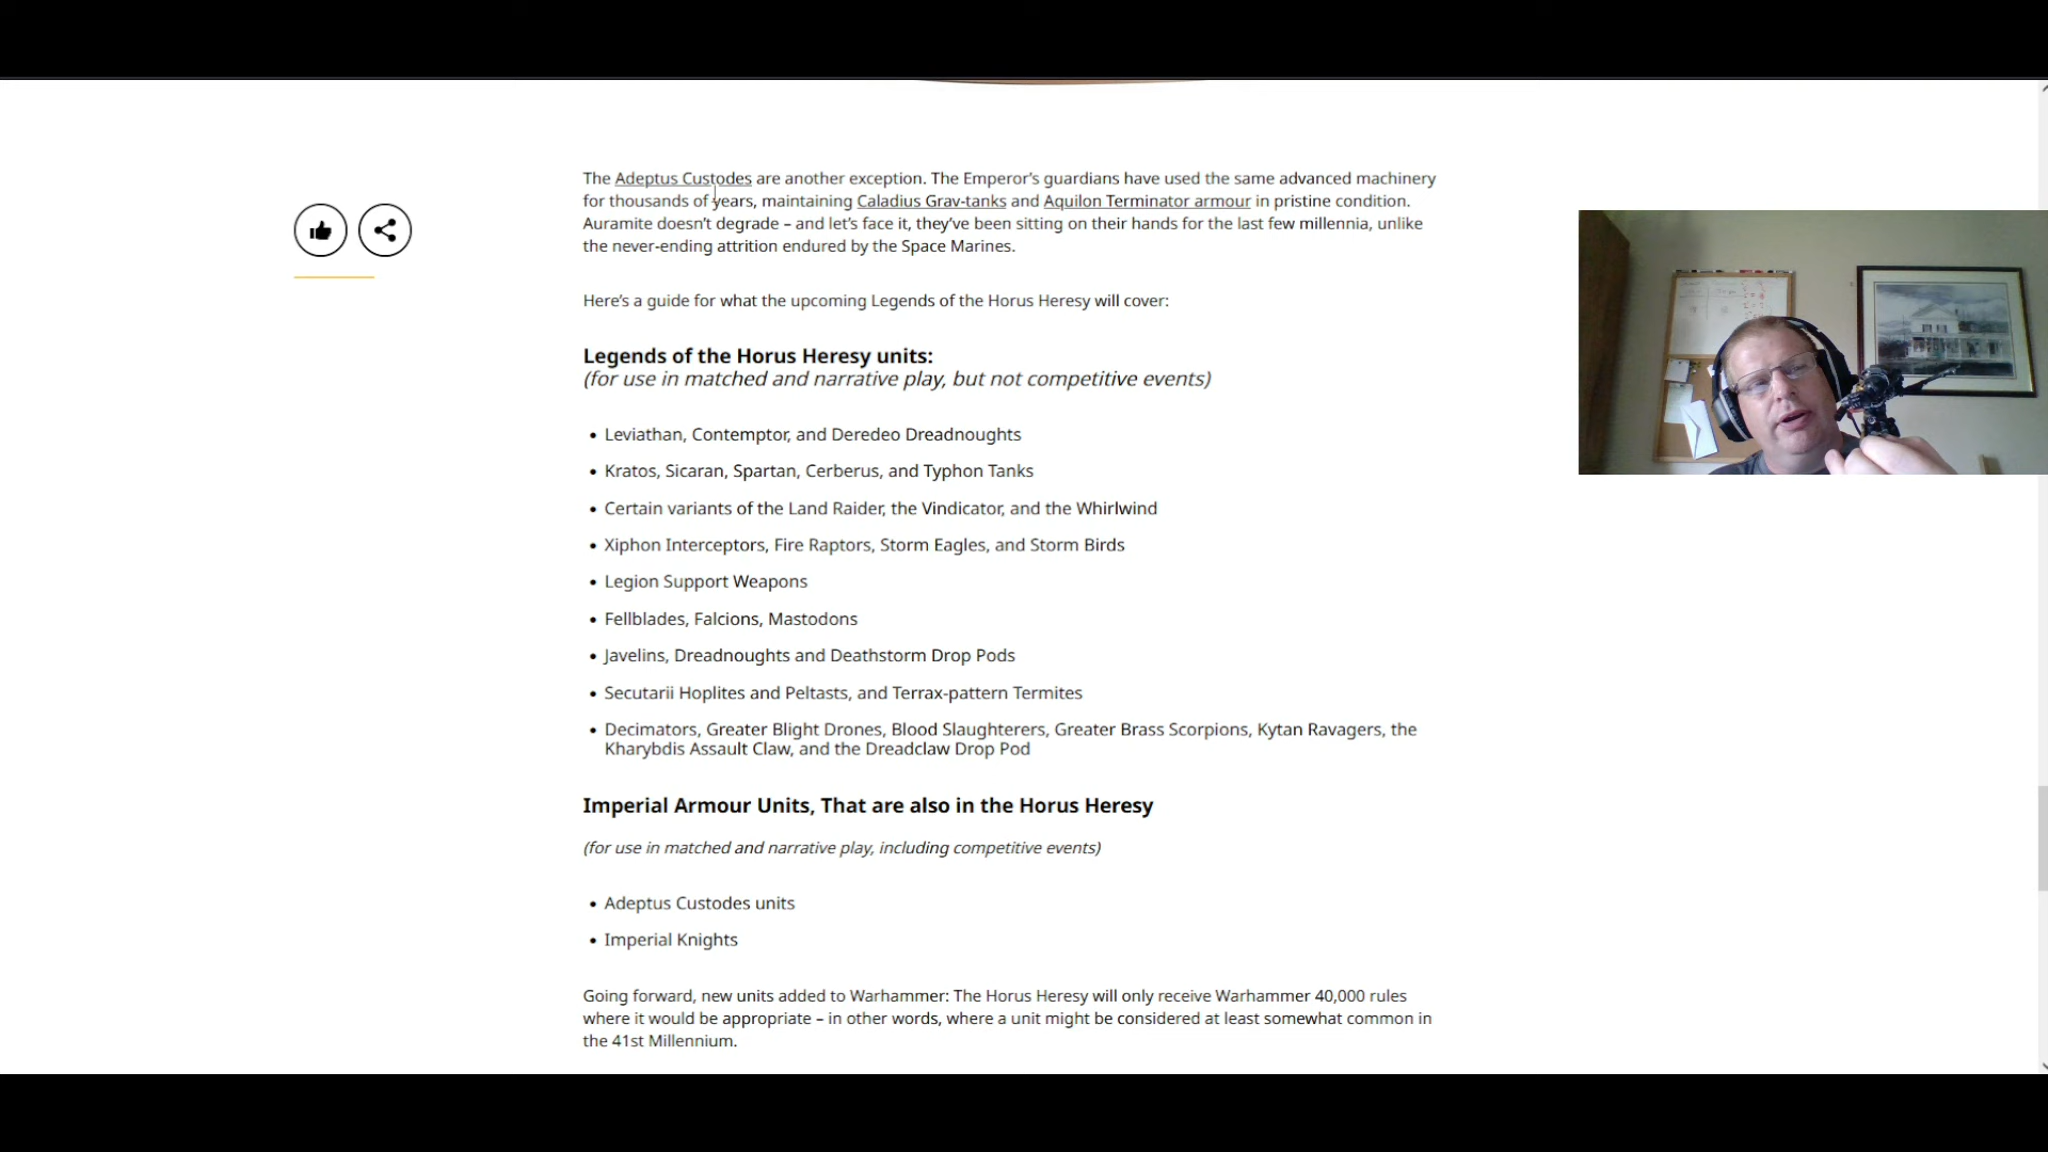 The Adeptus Custodes are another exception. The Emperor’s guardians have used the same advanced machinery
for thousands of years, maintaining Caladius Grav-tanks and Aquilon Terminator armour in pristine condition.
Auramite doesn’t degrade – and let’s face it, they’ve been sitting on their hands for the last few millennia, unlike
the never-ending attrition endured by the Space Marines.
Here’s a guide for what the upcoming Legends of the Horus Heresy will cover:
Legends of the Horus Heresy units:
(for use in matched and narrative play, but not competitive events)
• Leviathan, Contemptor, and Deredeo Dreadnoughts
• Kratos, Sicaran, Spartan, Cerberus, and Typhon Tanks
• Certain variants of the Land Raider, the Vindicator, and the Whirlwind
• Xiphon Interceptors, Fire Raptors, Storm Eagles, and Storm Birds
• Legion Support Weapons
• Fellblades, Falcions, Mastodons
• Javelins, Dreadnoughts and Deathstorm Drop Pods
• Secutarii Hoplites and Peltasts, and Terrax-pattern Termites
• Decimators, Greater Blight Drones, Blood Slaughterers, Greater Brass Scorpions, Kytan Ravagers, the
Kharybdis Assault Claw, and the Dreadclaw Drop Pod
Imperial Armour Units, That are also in the Horus Heresy
(for use in matched and narrative play, including competitive events)
• Adeptus Custodes units
• Imperial Knights
Going forward, new units added to Warhammer: The Horus Heresy will only receive Warhammer 40,000 rules
where it would be appropriate – in other words, where a unit might be considered at least somewhat common in
the 41st Millennium.